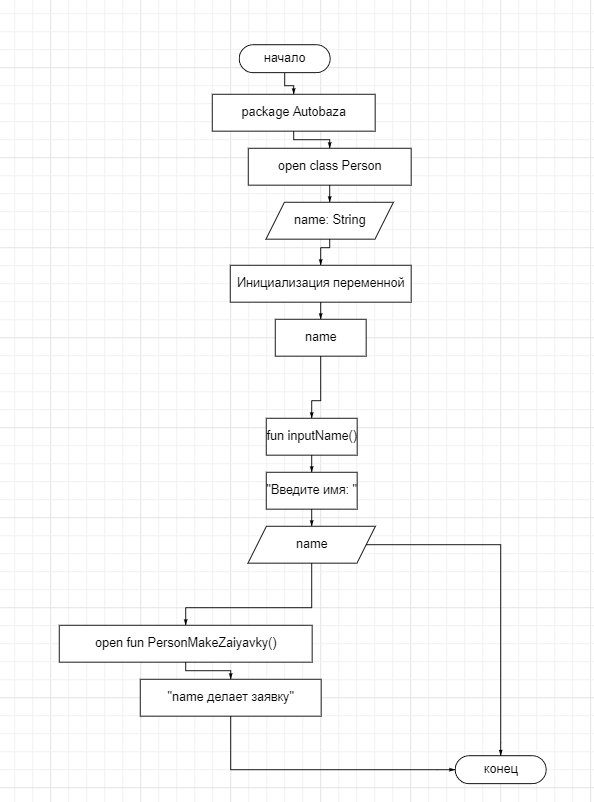 начало
package Autobaza
open class Person
name: String
Инициализация переменной
name
fun inputName()
"Введите имя: "
name
open fun PersonMakeZaiyavky()
"name делает заявку"
конец